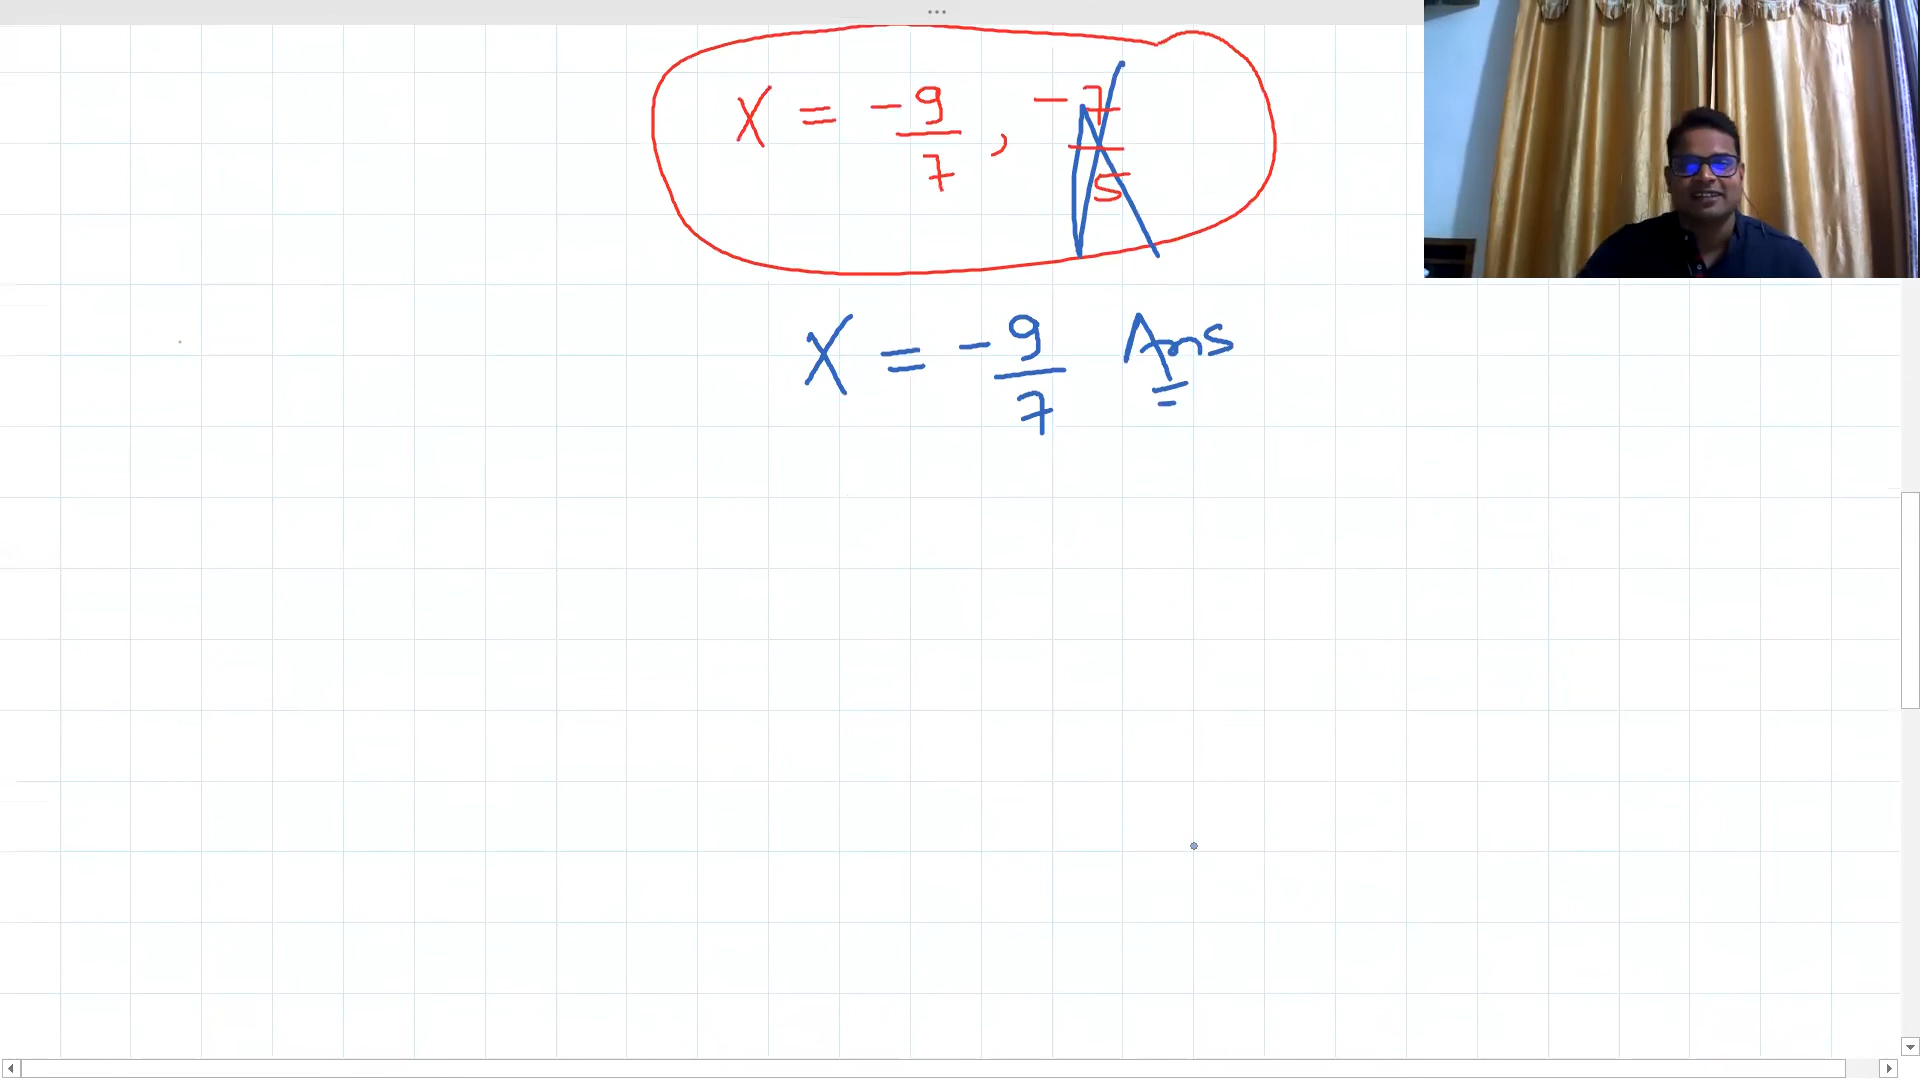 X = -9/7, -7/5
X = -9/7 Ans